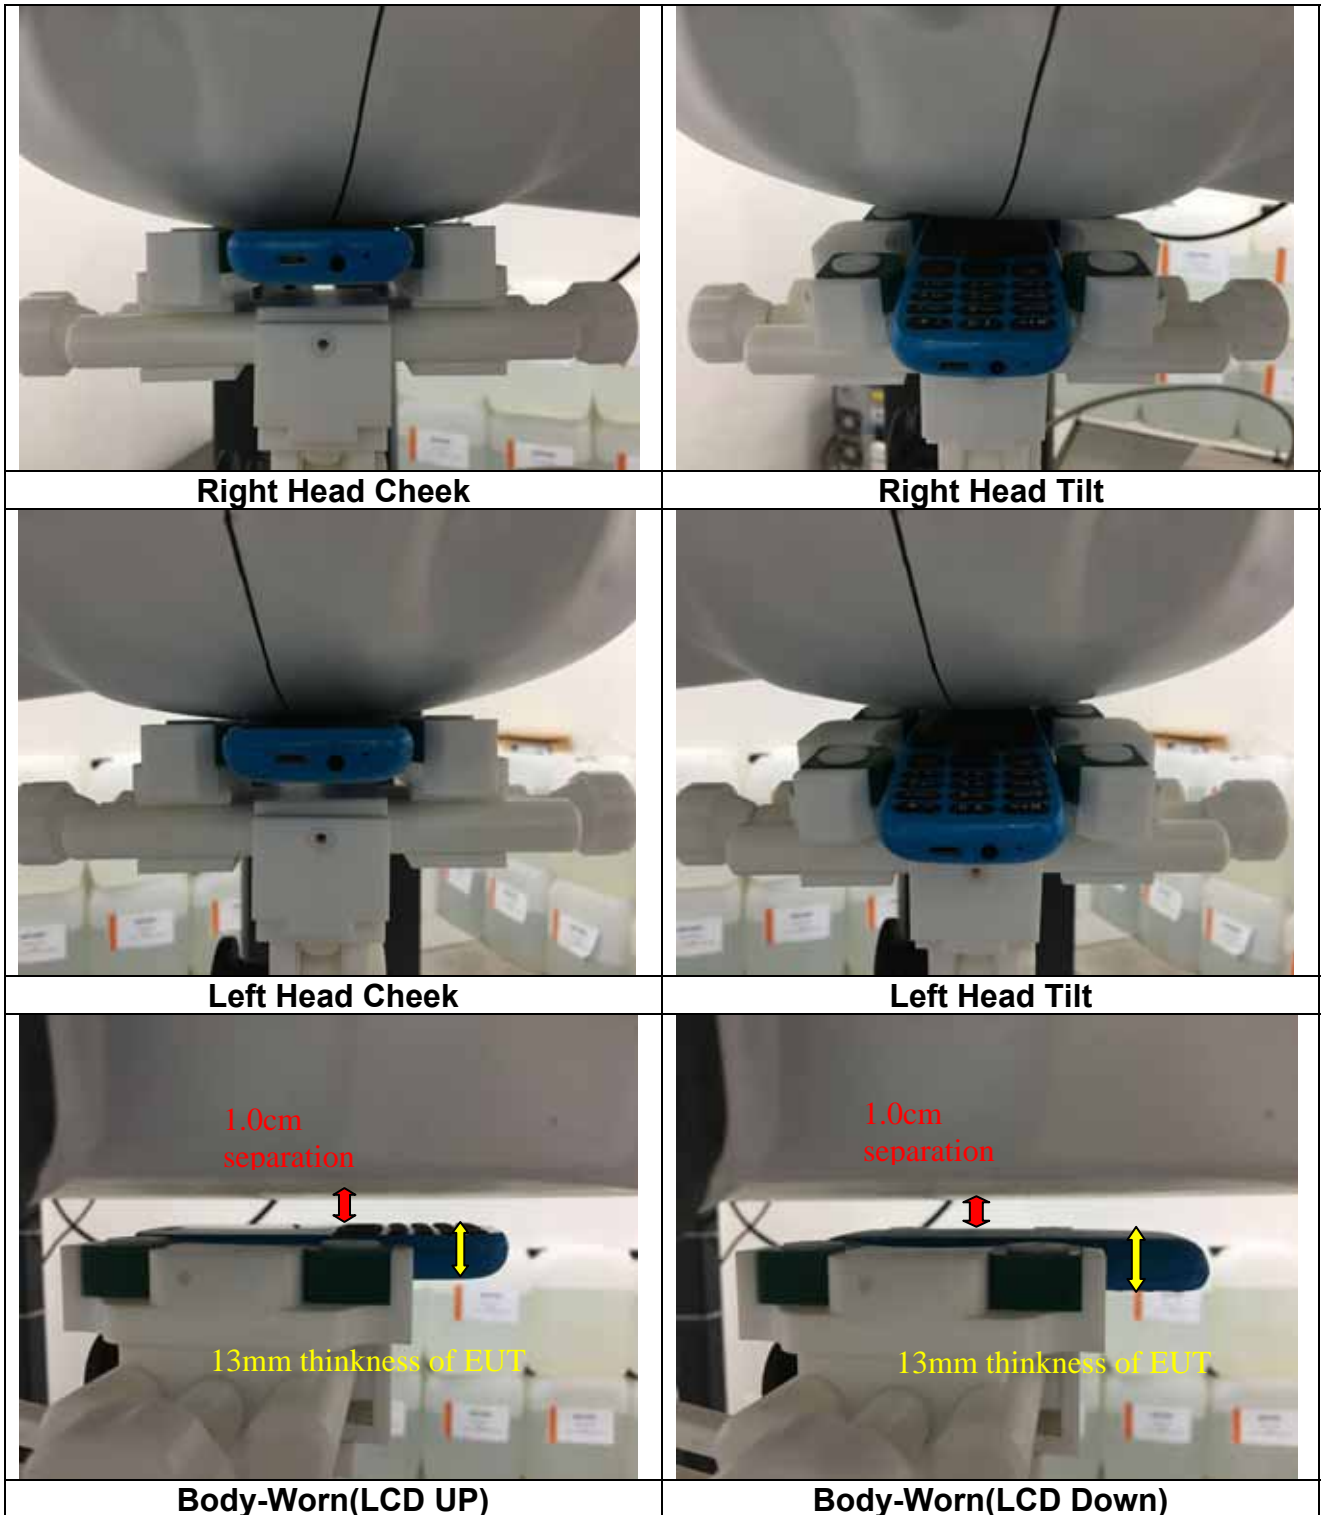 Right Head Cheek
Right Head Tilt
Left Head Cheek
Left Head Tilt
1.0cm
separation
13mm thinkness of EUT
1.0cm
separation
13mm thinkness of EUT
Body-Worn(LCD UP)
Body-Worn(LCD Down)